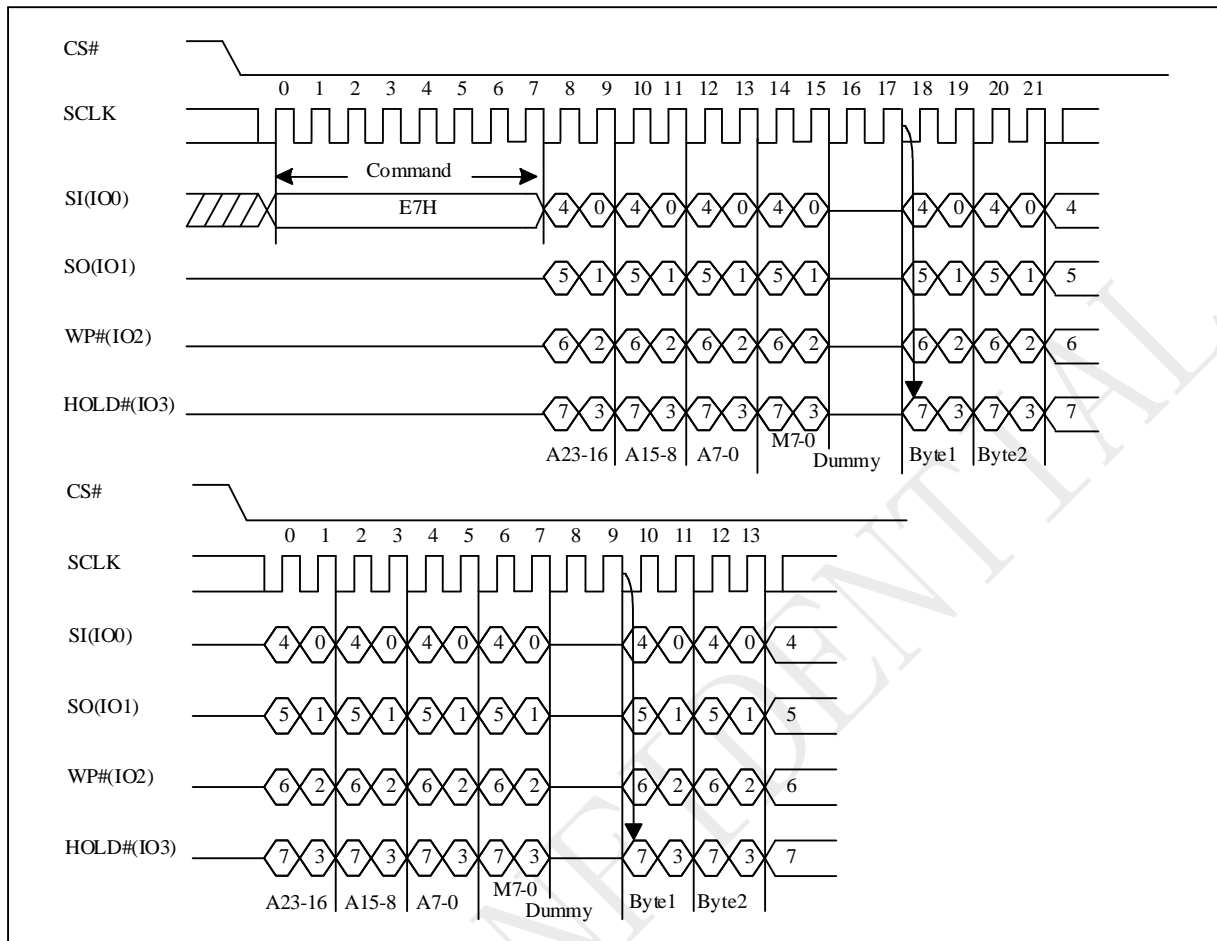 CS#
0 1 2 3 4 5 6 7 8 9 10 11 12 13 14 15 16 17 18 19 20 21
SCLK
Command
SI(IO0) E7H 4 0 4 0 4 0 4 0 4 0 4 0 4
SO(IO1) 5 1 5 1 5 1 5 1 5 1 5 1 5
WP#(IO2) 6 2 6 2 6 2 6 2 6 2 6 2 6
HOLD#(IO3) 7 3 7 3 7 3 7 3 7 3 7 3 7
A23-16 A15-8 A7-0 M7-0 Dummy Byte1 Byte2
CS#
0 1 2 3 4 5 6 7 8 9 10 11 12 13
SCLK
SI(IO0) 4 0 4 0 4 0 4 0 4 0 4 0 4
SO(IO1) 5 1 5 1 5 1 5 1 5 1 5 1 5
WP#(IO2) 6 2 6 2 6 2 6 2 6 2 6 2 6
HOLD#(IO3) 7 3 7 3 7 3 7 3 7 3 7 3 7
A23-16 A15-8 A7-0 M7-0 Dummy Byte1 Byte2
NFIDENTIAL